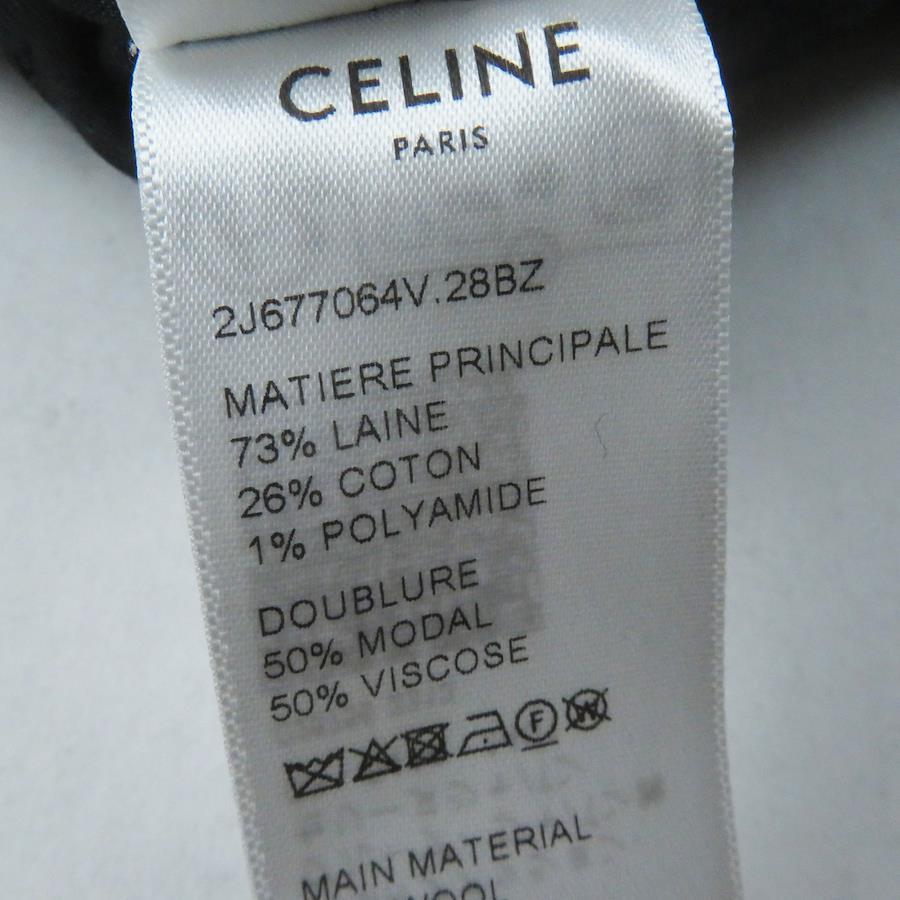 CELINE
PARIS
2J677064V.28BZ
MATIERE PRINCIPALE
73% LAINE
26% COTON
1% POLYAMIDE
DOUBLURE
50% MODAL
50% VISCOSE
F W
MAIN MATERIAL
WOOL